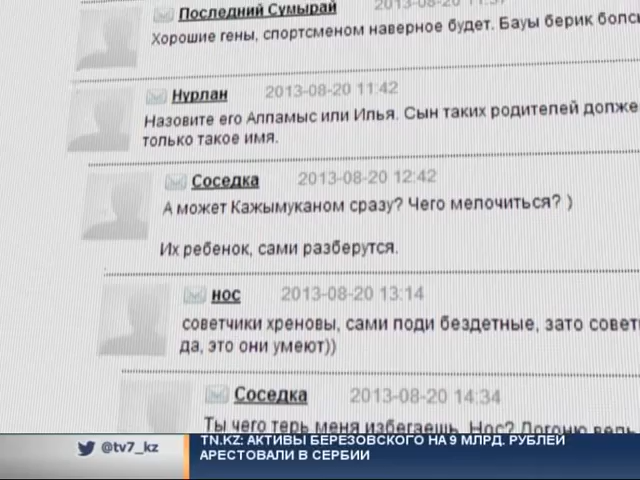 Последний Сумырай
Хорошие гены, спортсменом наверное будет. Бауы берик
Нурлан 2013-08-20 11:42
Назовите его Алпамыс или Илья. Сын таких родителей
только такое имя.
Соседка 2013-08-20 12:42
А может Кажымуканом сразу? Чего мелочиться? )
Их ребенок, сами разберутся.
нос 2013-08-20 13:14
советчики хреновы, сами поди бездетные, зато
да, это они умеют))
Соседка 2013-08-20 14:34
Ты чего терь меня избегаешь, Нос? Догоню ведь
@tv7_kz
TN.KZ: АКТИВЫ БЕРЕЗОВСКОГО НА 9 МЛРД. РУБЛЕЙ
АРЕСТОВАЛИ В СЕРБИИ